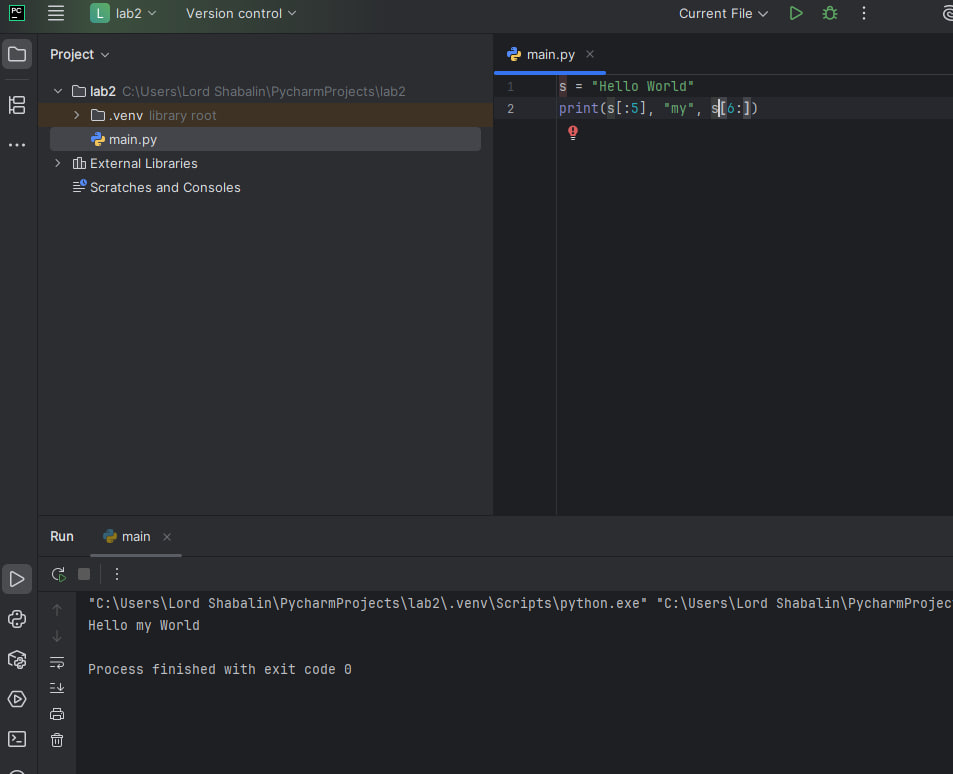 PC
L lab2 Version control Current File
Project
main.py
lab2 C:\Users\Lord Shabalin\PycharmProjects\lab2
.venv library root
main.py
External Libraries
Scratches and Consoles
1 s = "Hello World"
2 print(s[:5], "my", s[6:])
Run main
"C:\Users\Lord Shabalin\PycharmProjects\lab2\.venv\Scripts\python.exe" "C:\Users\Lord Shabalin\PycharmProjec
Hello my World
Process finished with exit code 0